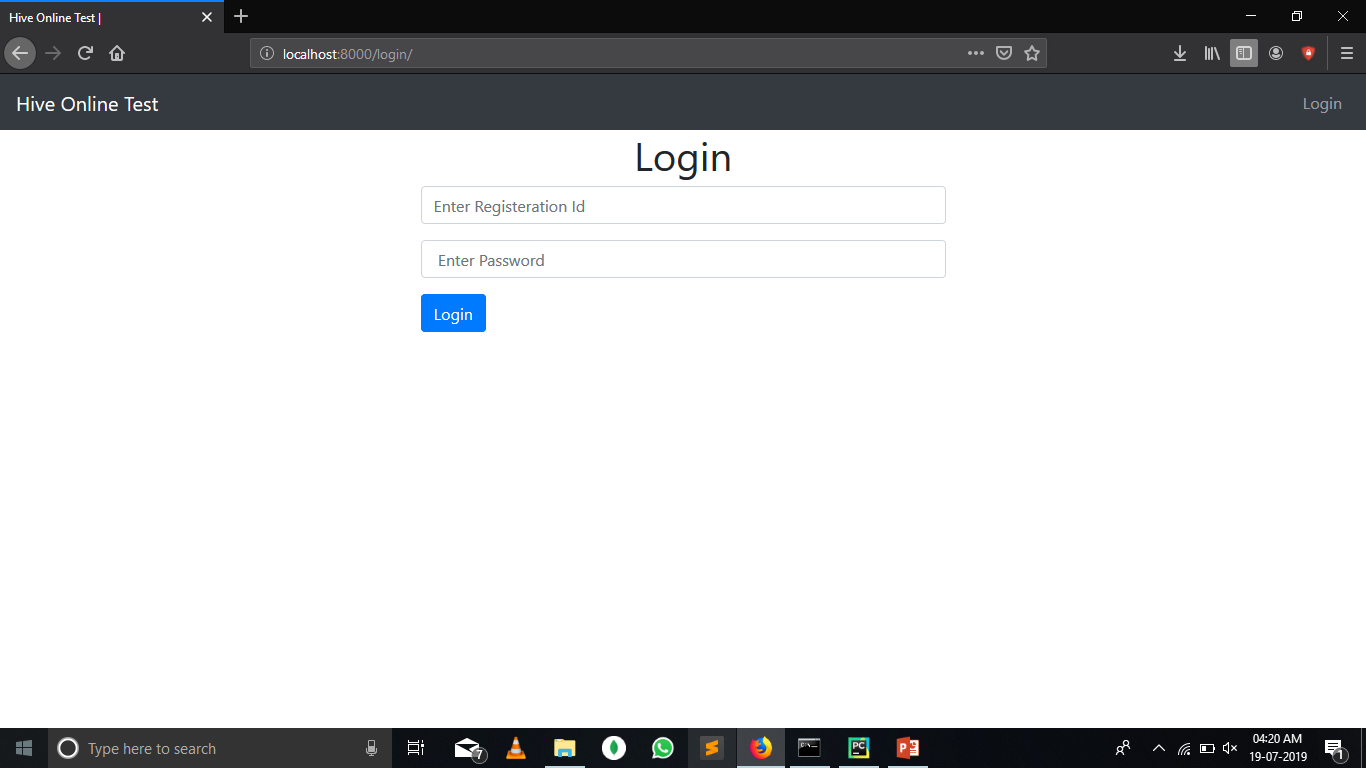 Hive Online Test |
localhost:8000/login/
Hive Online Test
Login
Login
Enter Registeration Id
Enter Password
Login
Type here to search
7
PC
04:20 AM
19-07-2019
1